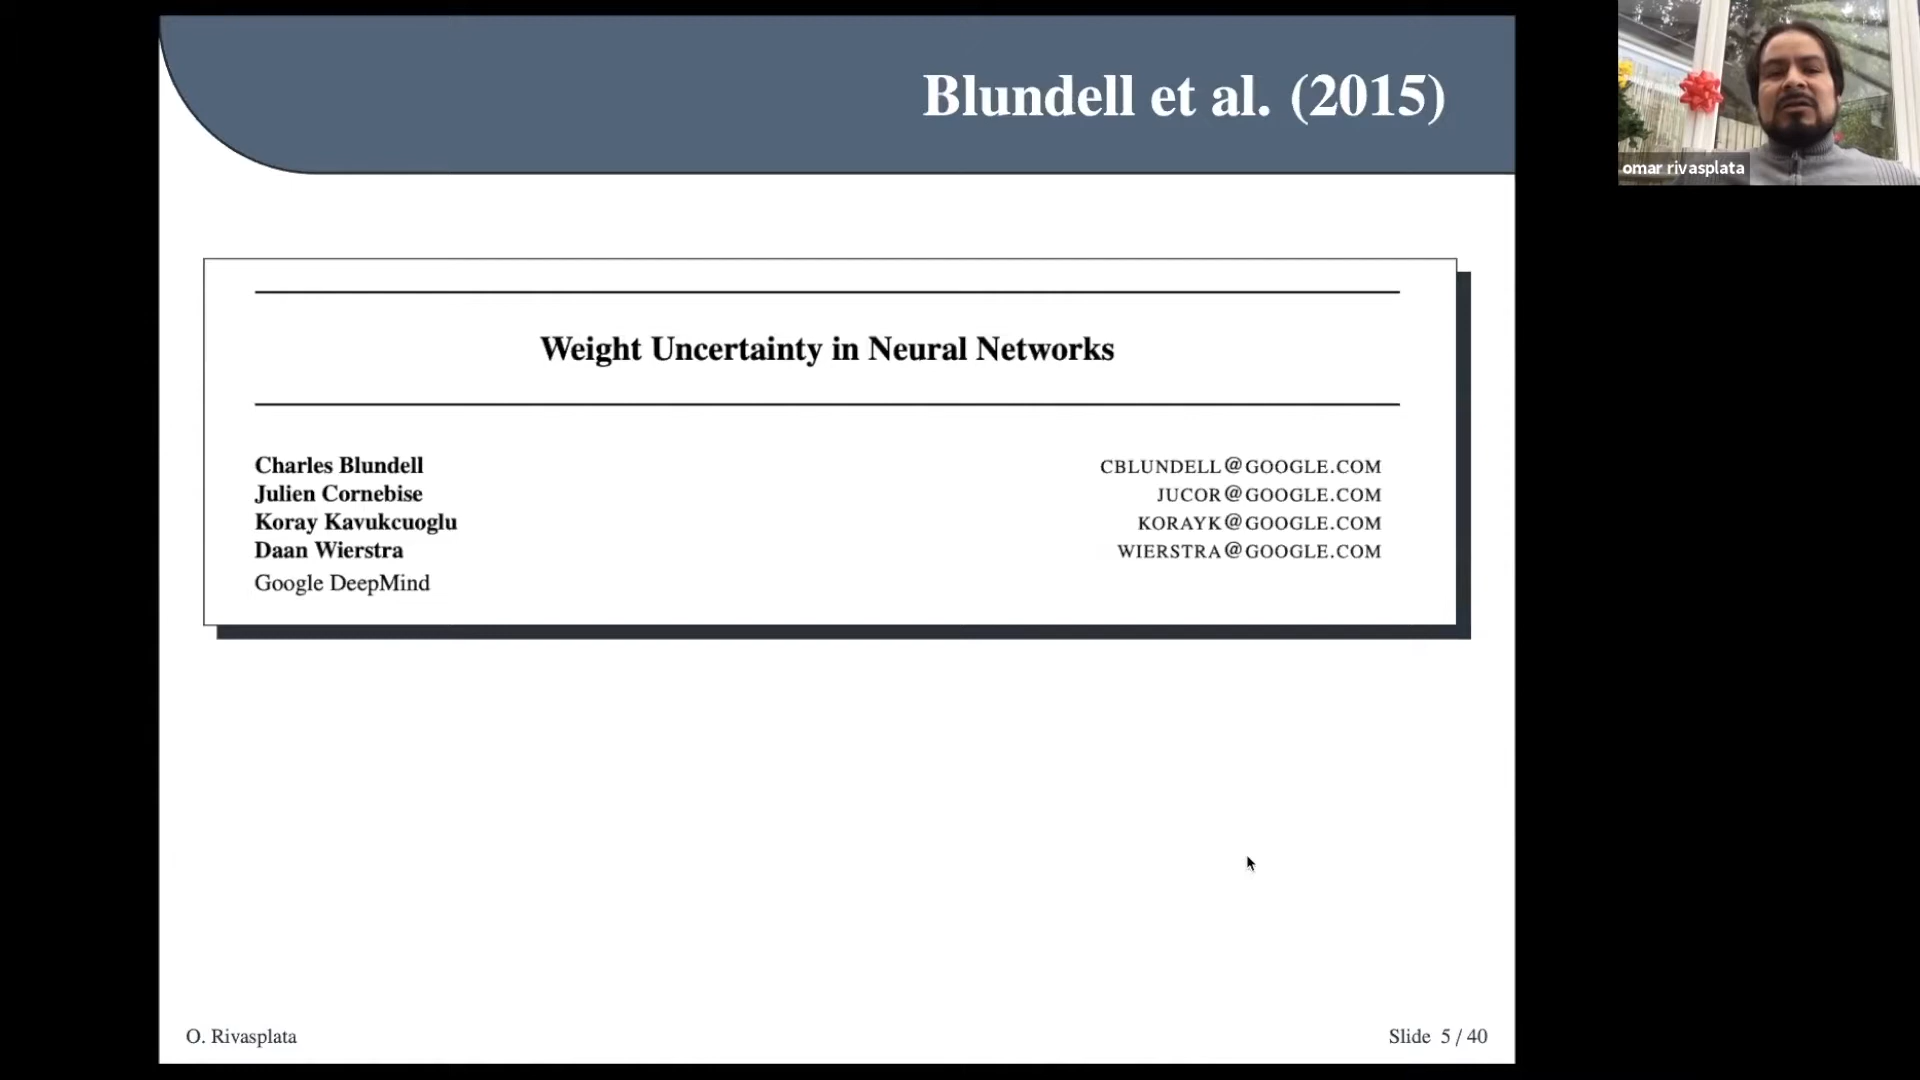 Blundell et al. (2015)
omar rivasplata
Weight Uncertainty in Neural Networks
Charles Blundell CBLUNDELL@GOOGLE.COM
Julien Cornebise JUCOR@GOOGLE.COM
Koray Kavukcuoglu KORAYK@GOOGLE.COM
Daan Wierstra WIERSTRA@GOOGLE.COM
Google DeepMind
O. Rivasplata Slide 5 / 40